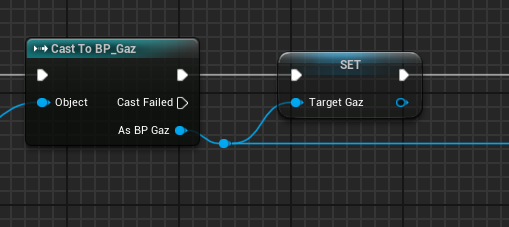 Cast To BP_Gaz
SET
Object
Cast Failed
Target Gaz
As BP Gaz